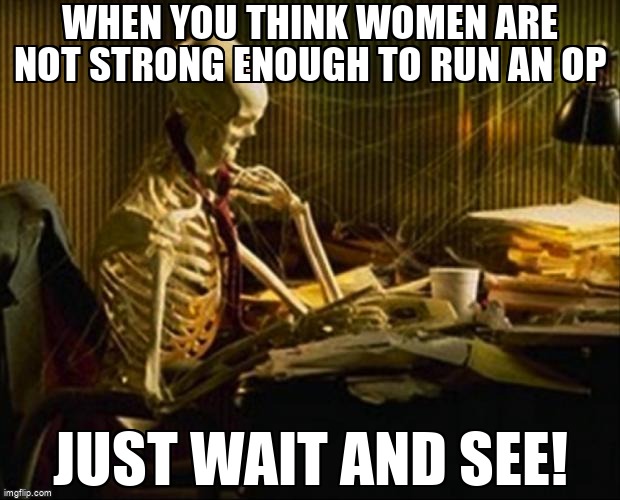 WHEN YOU THINK WOMEN ARE
NOT STRONG ENOUGH TO RUN AN OP
JUST WAIT AND SEE!
imgflip.com